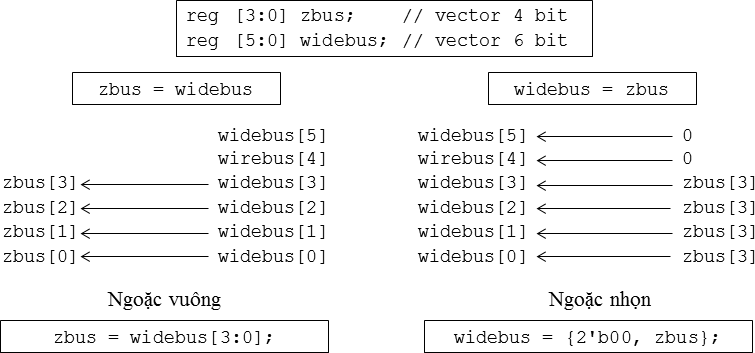 reg [3:0] zbus; // vector 4 bit
reg [5:0] widebus; // vector 6 bit
zbus = widebus
widebus[5]
wirebus[4]
zbus[3] widebus[3]
zbus[2] widebus[2]
zbus[1] widebus[1]
zbus[0] widebus[0]
Ngoặc vuông
zbus = widebus[3:0];
widebus = zbus
widebus[5] 0
wirebus[4] 0
widebus[3] zbus[3]
widebus[2] zbus[3]
widebus[1] zbus[3]
widebus[0] zbus[3]
Ngoặc nhọn
widebus = {2'b00, zbus};